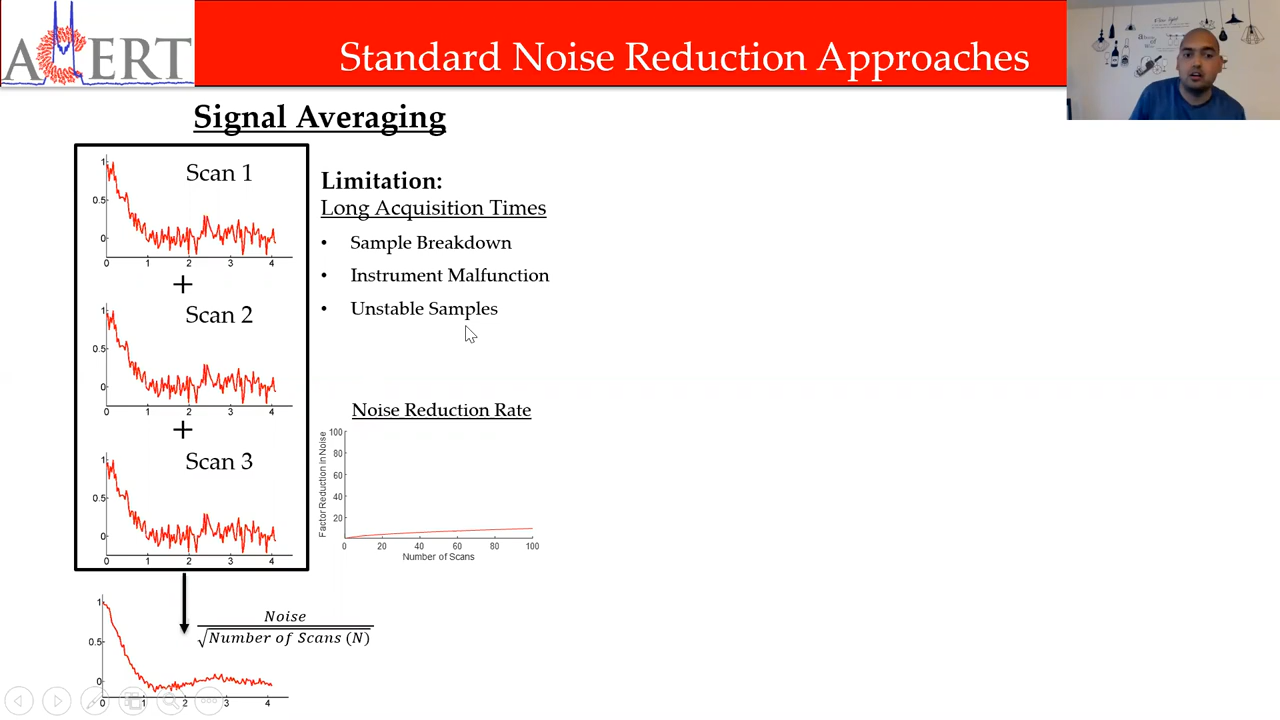 ACERT
Standard Noise Reduction Approaches
Signal Averaging
Scan 1
1
0.5
0
0 1 2 3 4
+
Scan 2
1
0.5
0
0 1 2 3 4
+
Scan 3
1
0.5
0
0 1 2 3 4
Noise
√Number of Scans (N)
1
0.5
0
0 1 2 3 4
Limitation:
Long Acquisition Times
• Sample Breakdown
• Instrument Malfunction
• Unstable Samples
Noise Reduction Rate
Factor Reduction in Noise
100
80
60
40
20
0 20 40 60 80 100
Number of Scans